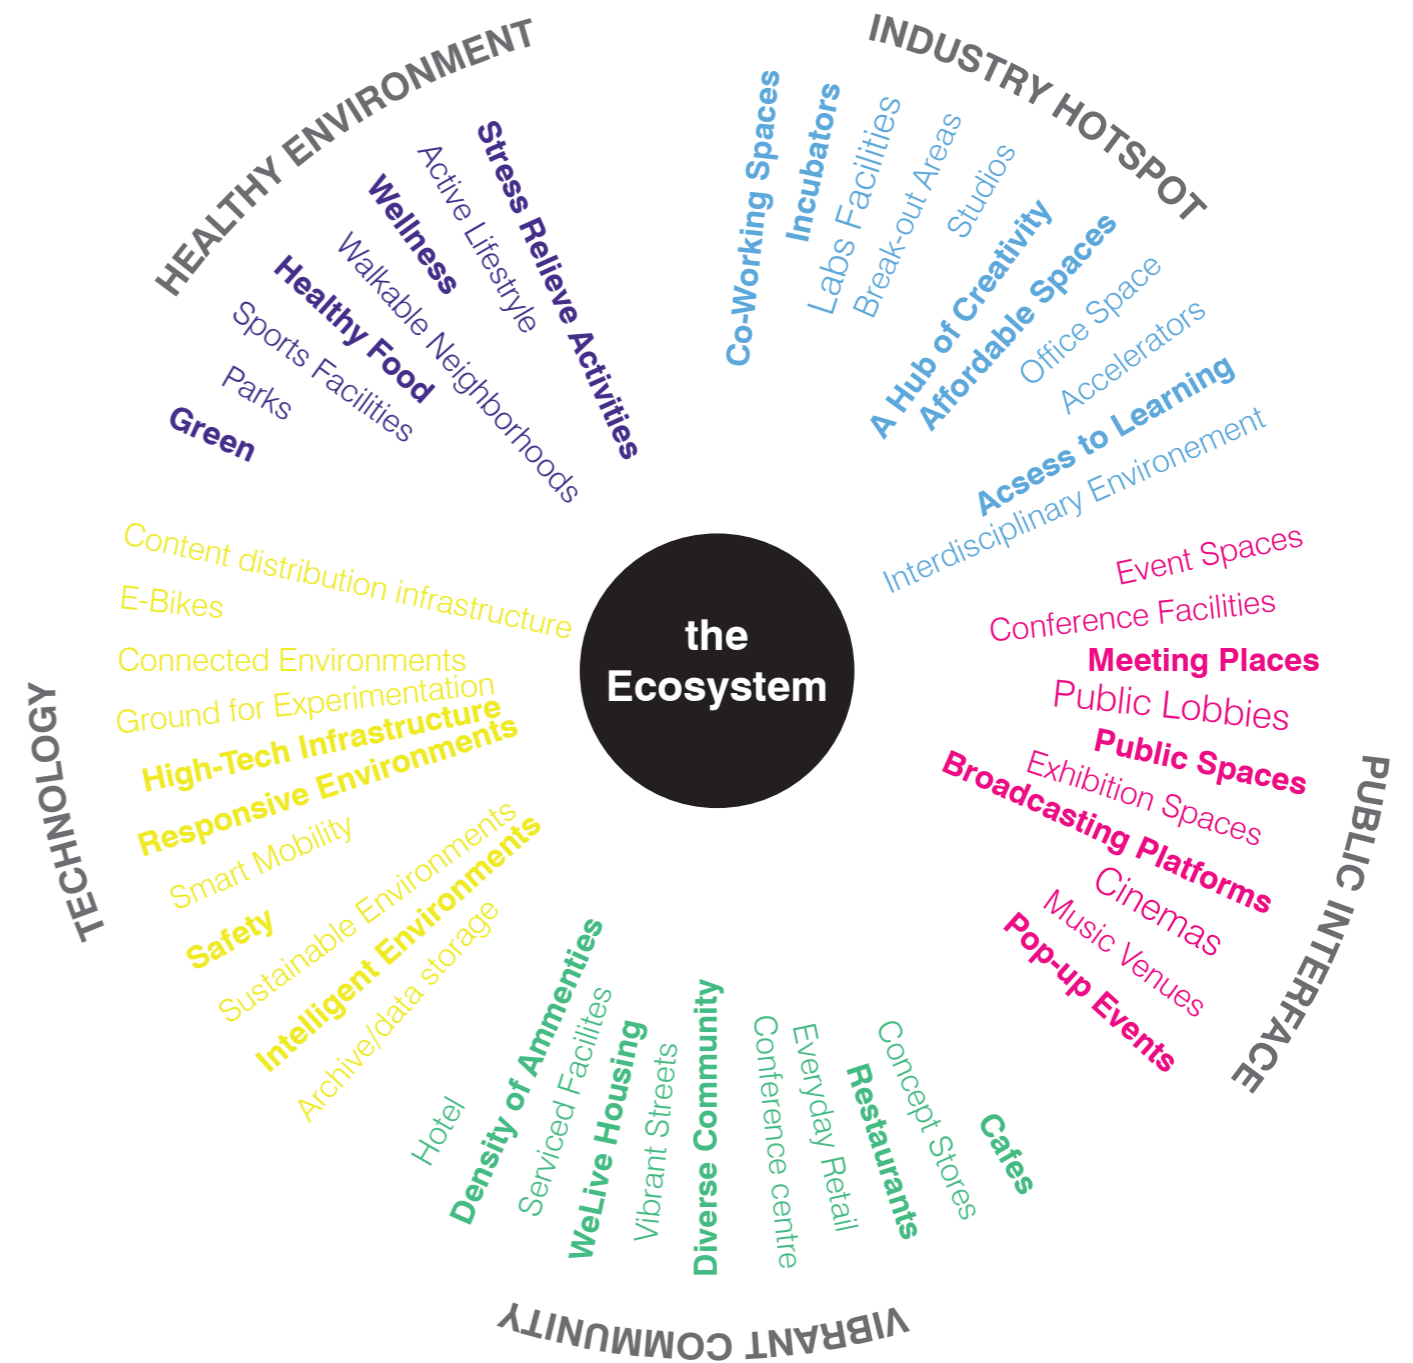 HEALTHY ENVIRONMENT
Stress Relieve Activities
Active Lifestryle
Wellness
Walkable Neighborhoods
Healthy Food
Sports Facilities
Parks
Green
INDUSTRY HOTSPOT
Co-Working Spaces
Incubators
Labs Facilities
Break-out Areas
Studios
A Hub of Creativity
Affordable Spaces
Office Space
Accelerators
Acsess to Learning
Interdisciplinary Environement
the
Ecosystem
PUBLIC INTERFACE
Event Spaces
Conference Facilities
Meeting Places
Public Lobbies
Public Spaces
Exhibition Spaces
Broadcasting Platforms
Cinemas
Music Venues
Pop-up Events
VIBRANT COMMUNITY
Cafes
Concept Stores
Restaurants
Everyday Retail
Conference centre
Diverse Community
Vibrant Streets
WeLive Housing
Serviced Facilites
Density of Ammenties
Hotel
TECHNOLOGY
Content distribution infrastructure
E-Bikes
Connected Environments
Ground for Experimentation
High-Tech Infrastructure
Responsive Environments
Smart Mobility
Safety
Sustainable Environments
Intelligent Environments
Archive/data storage